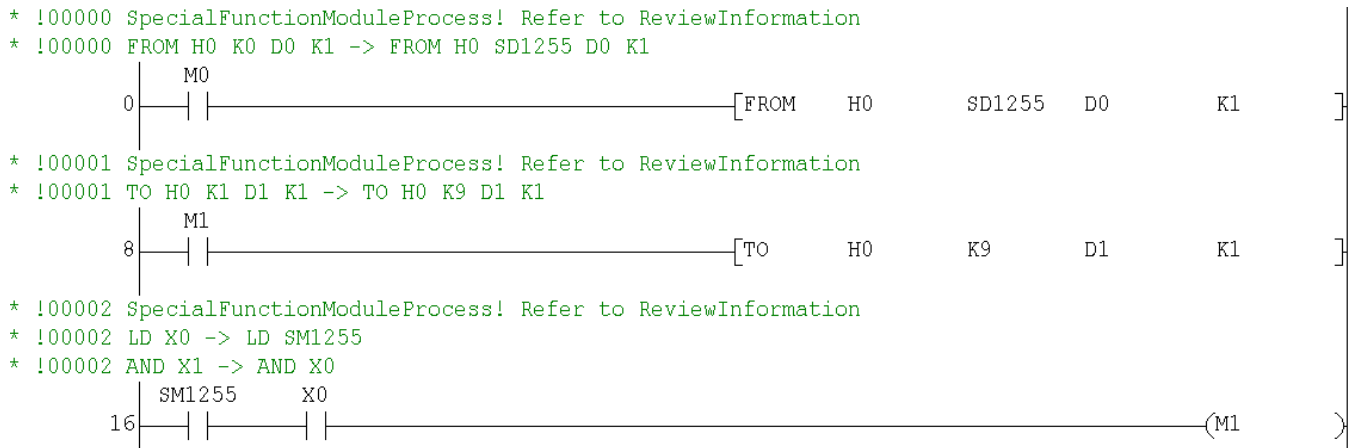 * !00000 SpecialFunctionModuleProcess! Refer to ReviewInformation
* !00000 FROM H0 K0 D0 K1 -> FROM H0 SD1255 D0 K1
M0
0 [FROM H0 SD1255 D0 K1 ]
* !00001 SpecialFunctionModuleProcess! Refer to ReviewInformation
* !00001 TO H0 K1 D1 K1 -> TO H0 K9 D1 K1
M1
8 [TO H0 K9 D1 K1 ]
* !00002 SpecialFunctionModuleProcess! Refer to ReviewInformation
* !00002 LD X0 -> LD SM1255
* !00002 AND X1 -> AND X0
SM1255 X0
16 (M1 )